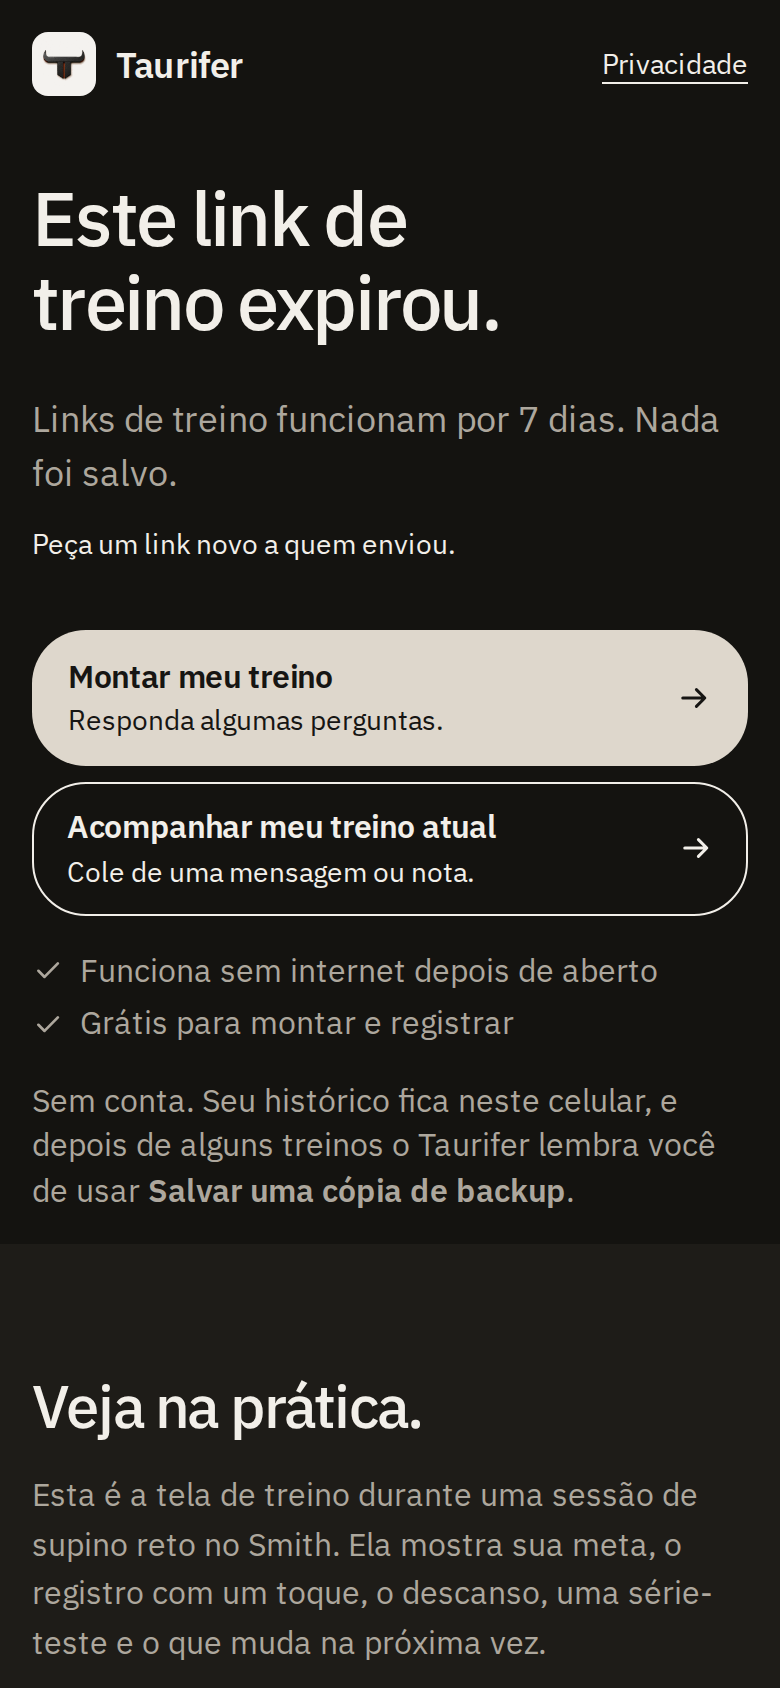 Taurifer
Privacidade
Este link de
treino expirou.
Links de treino funcionam por 7 dias. Nada
foi salvo.
Peça um link novo a quem enviou.
Montar meu treino
Responda algumas perguntas.
Acompanhar meu treino atual
Cole de uma mensagem ou nota.
Funciona sem internet depois de aberto
Grátis para montar e registrar
Sem conta. Seu histórico fica neste celular, e
depois de alguns treinos o Taurifer lembra você
de usar Salvar uma cópia de backup.
Veja na prática.
Esta é a tela de treino durante uma sessão de
supino reto no Smith. Ela mostra sua meta, o
registro com um toque, o descanso, uma série-
teste e o que muda na próxima vez.